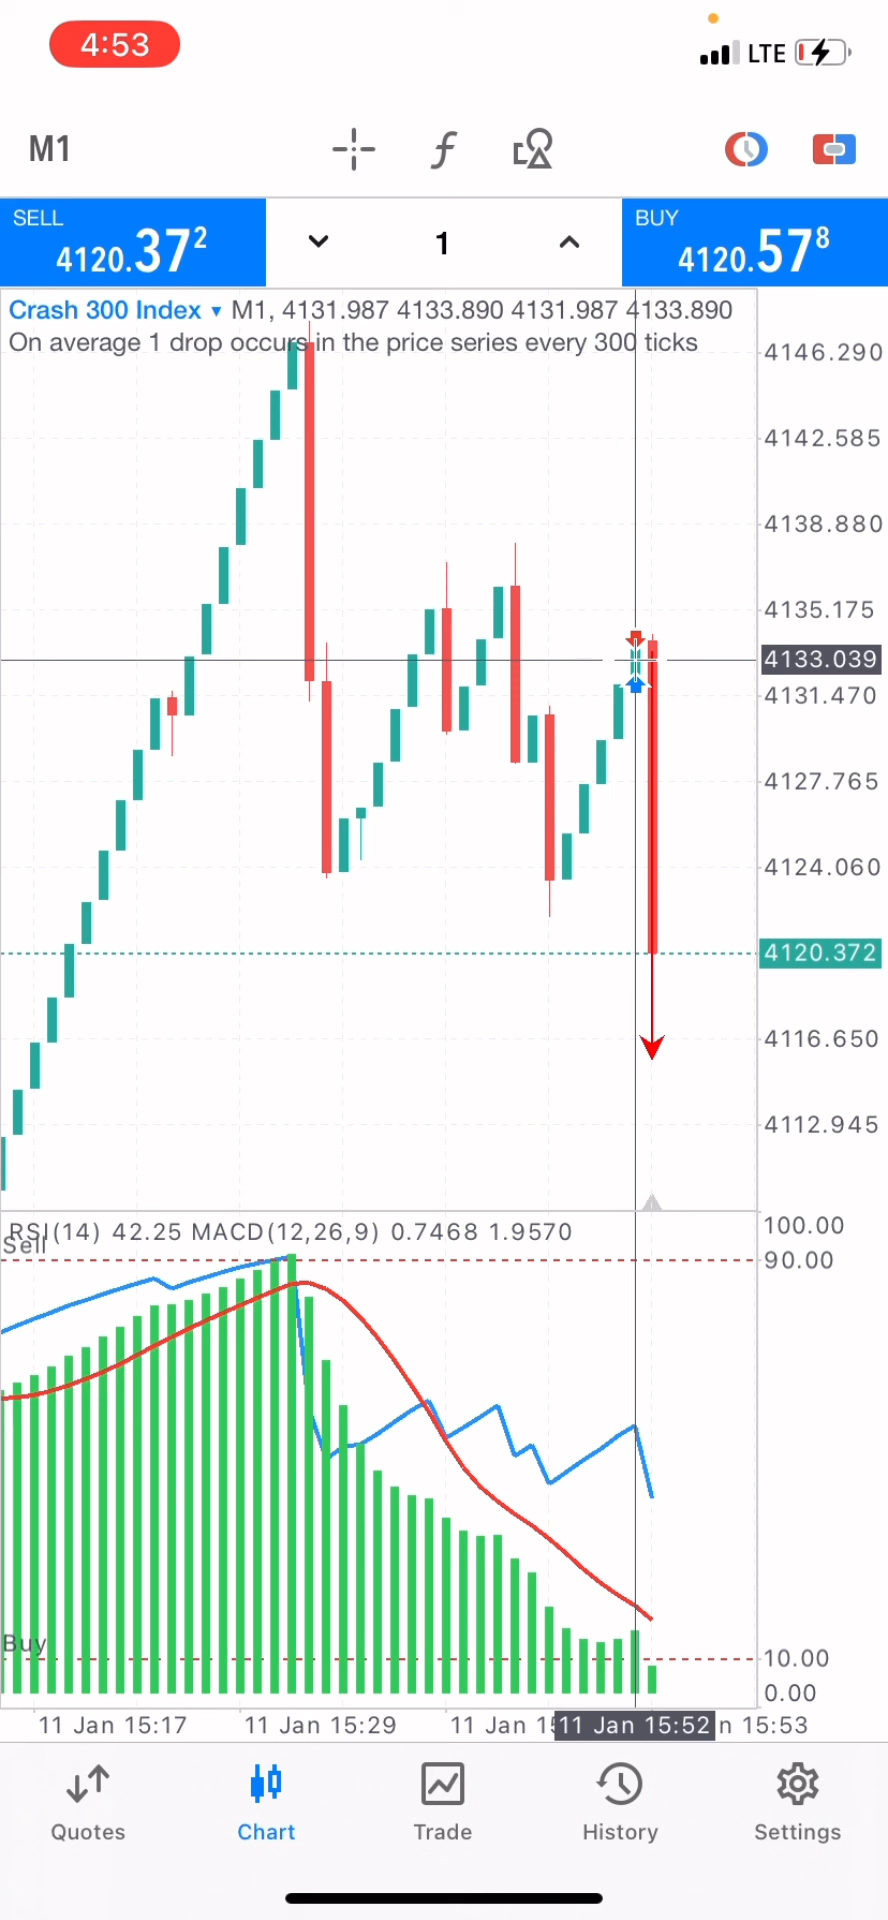 4:53
LTE
M1
SELL
4120.372
1
BUY
4120.578
Crash 300 Index ▾ M1, 4131.987 4133.890 4131.987 4133.890
On average 1 drop occurs in the price series every 300 ticks
4146.290
4142.585
4138.880
4135.175
4133.039
4131.470
4127.765
4124.060
4120.372
4116.650
4112.945
RSI(14) 42.25 MACD(12,26,9) 0.7468 1.9570
Sell
100.00
90.00
Buy
10.00
0.00
11 Jan 15:17
11 Jan 15:29
11 Jan 15:52
15:53
Quotes
Chart
Trade
History
Settings